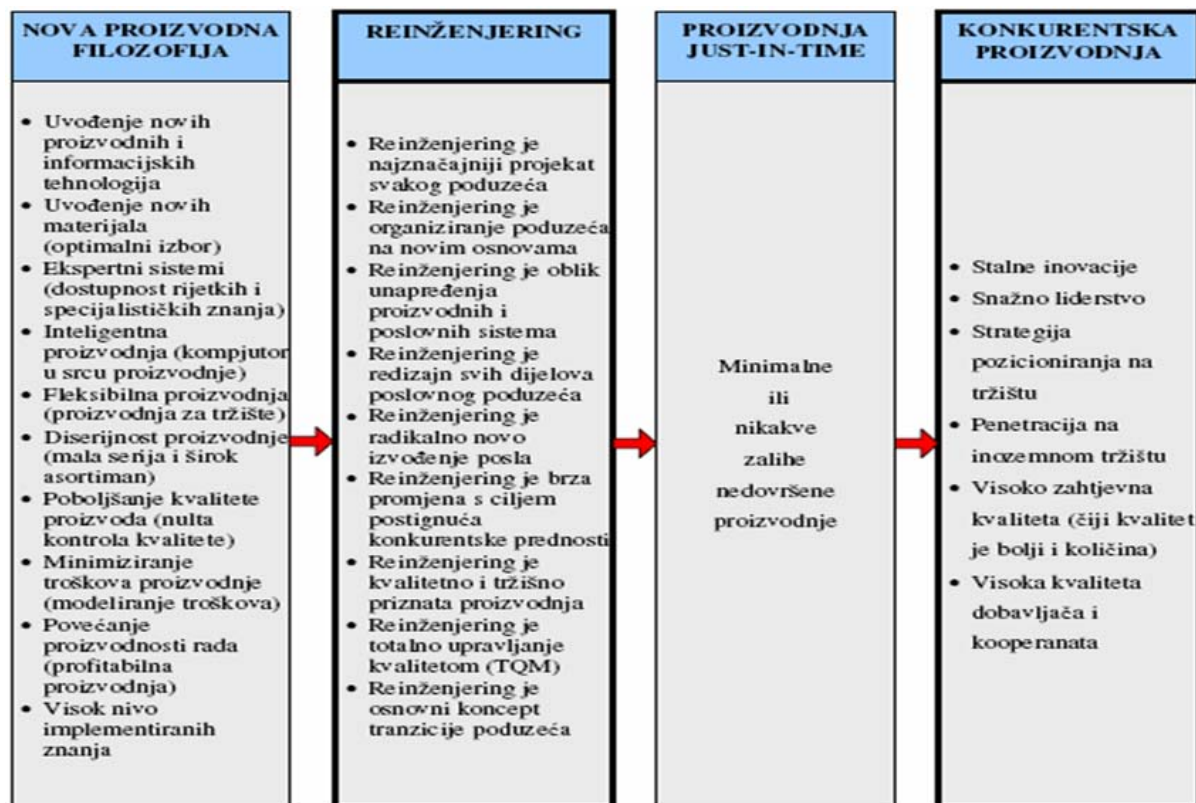 NOVA PROIZVODNA
FILOZOFIJA
• Uvođenje novih
proizvodnih i
informacijskih
tehnologija
• Uvođenje novih
materijala
(optimalni izbor)
• Ekspertni sistemi
(dostupnost rijetkih i
specijalističkih znanja)
• Inteligentna
proizvodnja (kompjutor
u srcu proizvodnje)
• Fleksibilna proizvodnja
(proizvodnja za tržište)
• Diserijnost proizvodnje
(mala serija i širok
asortiman)
• Poboljšanje kvalitete
proizvoda (nulta
kontrola kvalitete)
• Minimiziranje
troškova proizvodnje
(modeliranje troškova)
• Povećanje
proizvodnosti rada
(profitabilna
proizvodnja)
• Visok nivo
implementiranih
znanja
REINŽENJERING
• Reinženjering je
najznačajniji projekat
svakog poduzeća
• Reinženjering je
organiziranje poduzeća
na novim osnovama
• Reinženjering je oblik
unapređenja
proizvodnih i
poslovnih sistema
• Reinženjering je
redizajn svih dijelova
poslovnog poduzeća
• Reinženjering je
radikalno novo
izvođenje posla
• Reinženjering je brza
promjena s ciljem
postignuća
konkurentske prednosti
• Reinženjering je
kvalitetno i tržišno
priznata proizvodnja
• Reinženjering je
totalno upravljanje
kvalitetom (TQM)
• Reinženjering je
osnovni koncept
tranzicije poduzeća
PROIZVODNJA
JUST-IN-TIME
Minimalne
ili
nikakve
zalihe
nedovršene
proizvodnje
KONKURENTSKA
PROIZVODNJA
• Stalne inovacije
• Snažno liderstvo
• Strategija
pozicioniranja na
tržištu
• Penetracija na
inozemnom tržištu
• Visoko zahtjevna
kvaliteta (čiji kvalitet
je bolji i količina)
• Visoka kvaliteta
dobavljača i
kooperanata